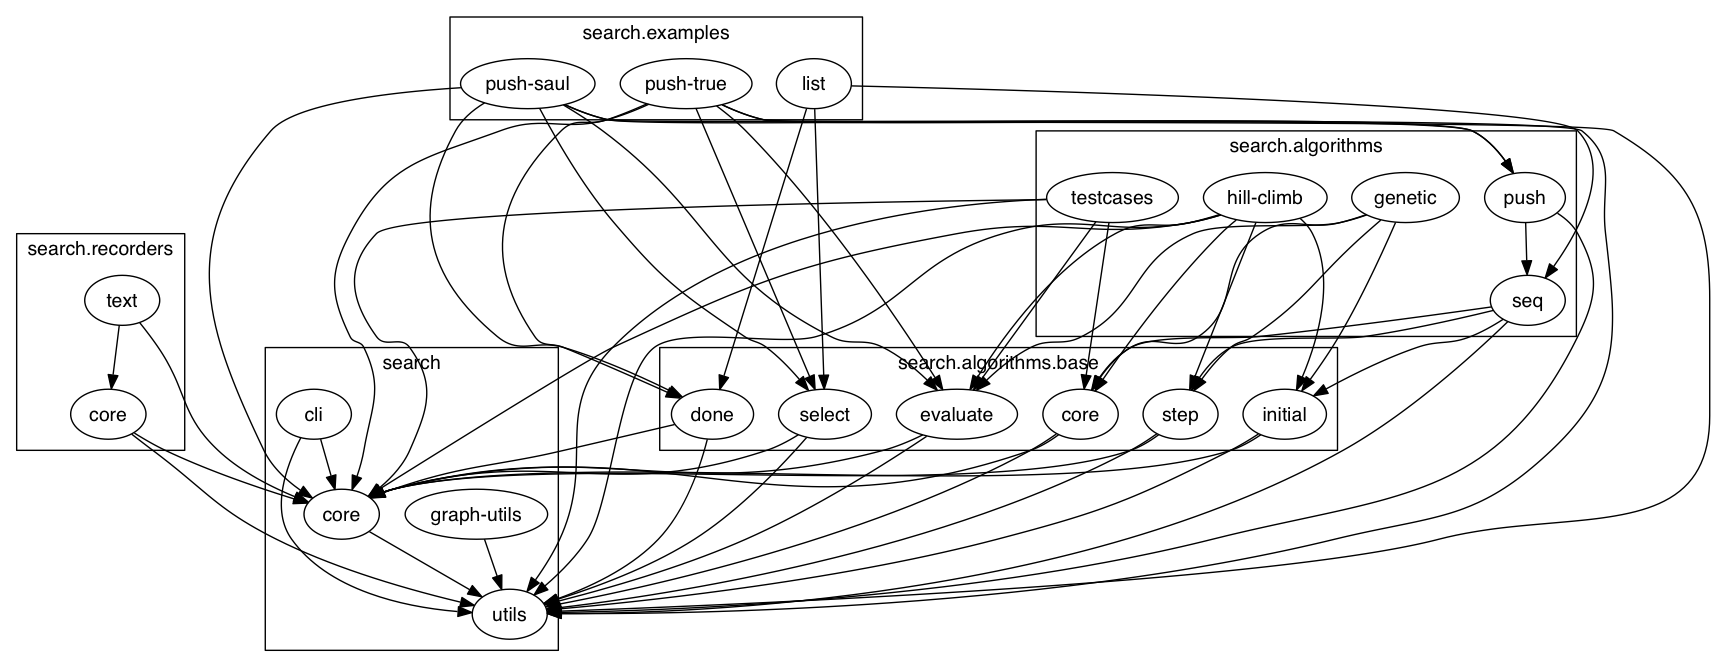 search.examples
push-saul
push-true
list
search.algorithms
testcases
hill-climb
genetic
push
search.recorders
text
seq
search
search.algorithms.base
core
cli
done
select
evaluate
core
step
initial
core
graph-utils
utils